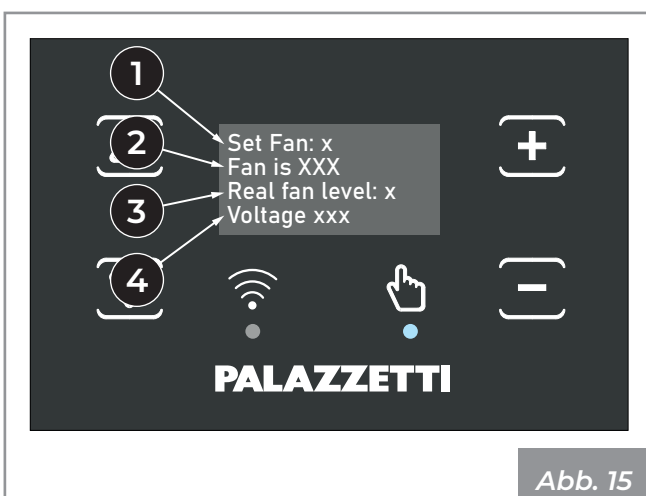 1
Set Fan: x
2
Fan is XXX
3
Real fan level: x
4
Voltage xxx
+
-
PALAZZETTI
Abb. 15